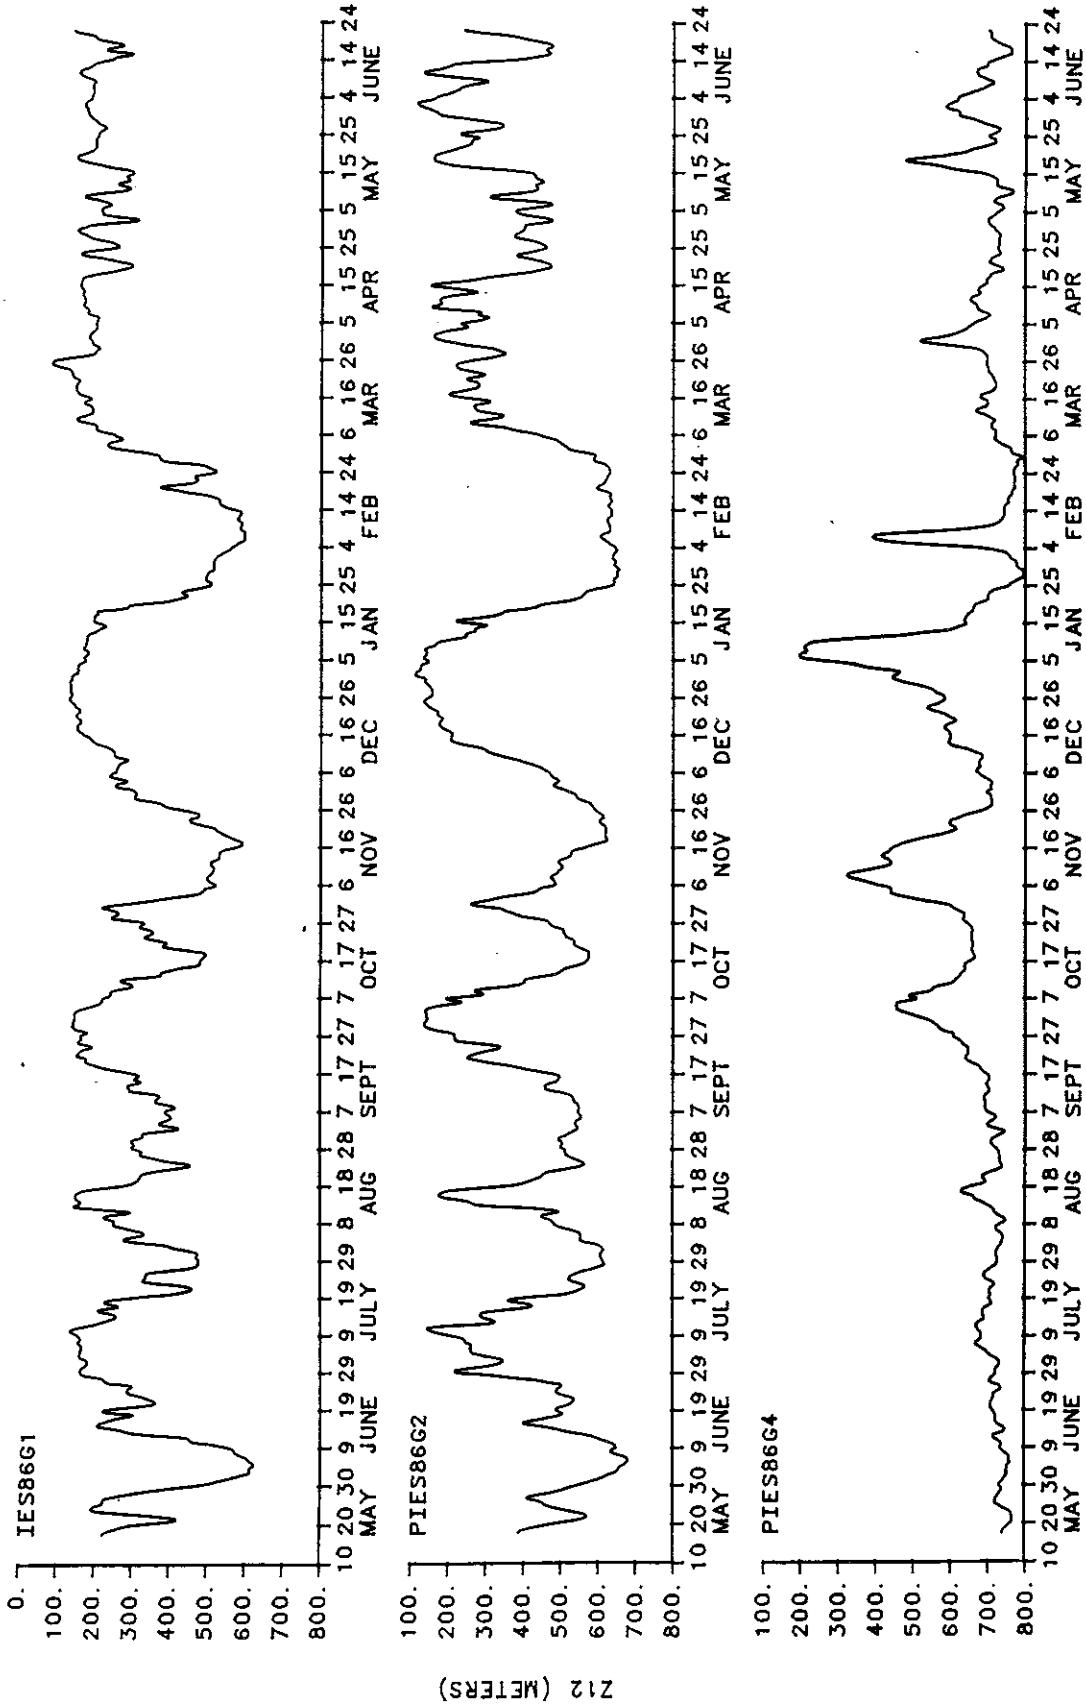 IES86G1
0.
100.
200.
300.
400.
500.
600.
700.
800.
10 20 30 9 19 29 9 19 29 8 18 28 7 17 27 7 17 27 6 16 26 6 16 26 5 15 25 4 14 24 6 16 26 5 15 25 5 15 25 4 14 24
MAY JUNE JULY AUG SEPT OCT NOV DEC JAN FEB MAR APR MAY JUNE
PIES86G2
100.
200.
300.
400.
500.
600.
700.
800.
10 20 30 9 19 29 9 19 29 8 18 28 7 17 27 7 17 27 6 16 26 6 16 26 5 15 25 4 14 24 6 16 26 5 15 25 5 15 25 4 14 24
MAY JUNE JULY AUG SEPT OCT NOV DEC JAN FEB MAR APR MAY JUNE
Z12 (METERS)
PIES86G4
100.
200.
300.
400.
500.
600.
700.
800.
10 20 30 9 19 29 9 19 29 8 18 28 7 17 27 7 17 27 6 16 26 6 16 26 5 15 25 4 14 24 6 16 26 5 15 25 5 15 25 4 14 24
MAY JUNE JULY AUG SEPT OCT NOV DEC JAN FEB MAR APR MAY JUNE